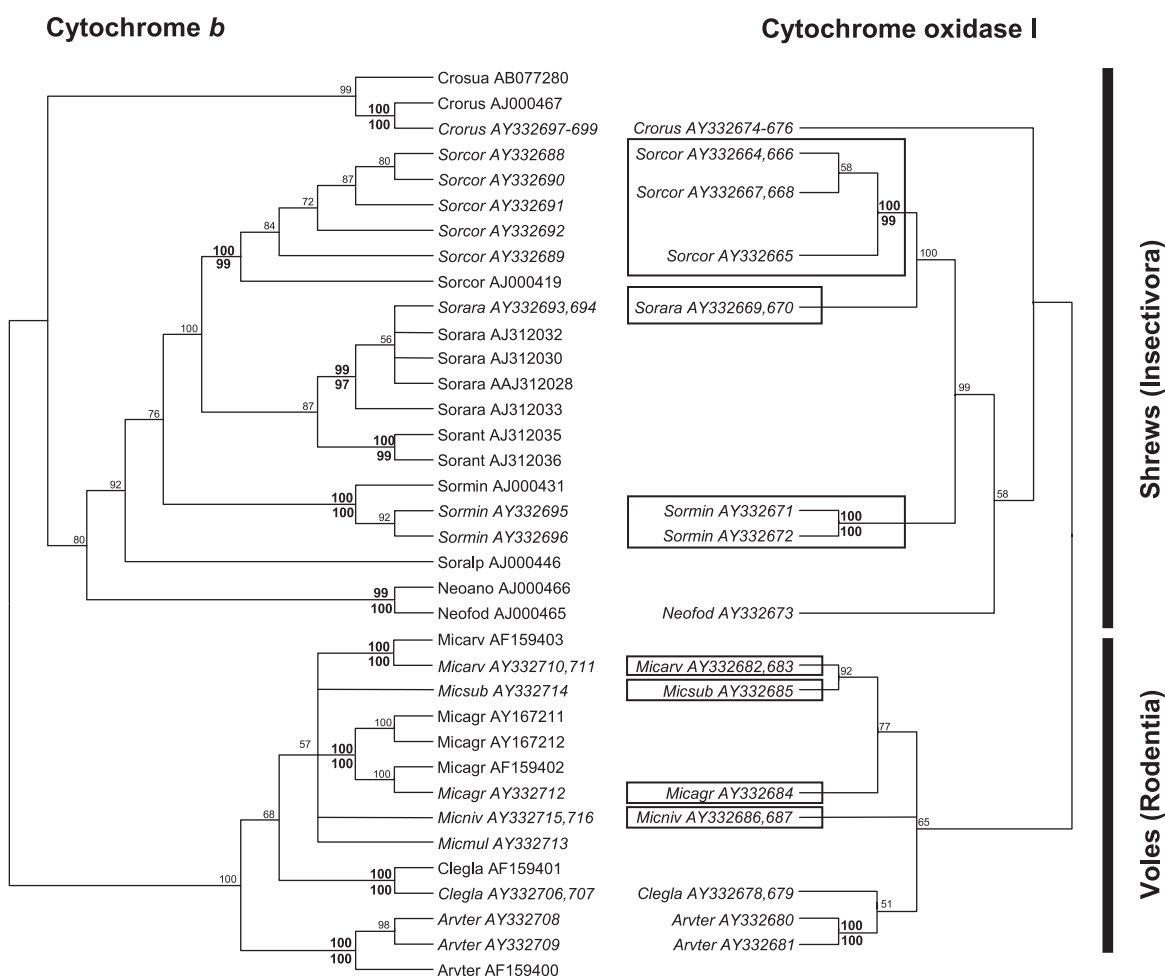 Cytochrome b
Cytochrome oxidase I
Crosua AB077280
Crorus AJ000467
Crorus AY332697-699
Sorcor AY332688
Sorcor AY332690
Sorcor AY332691
Sorcor AY332692
Sorcor AY332689
Sorcor AJ000419
Sorara AY332693,694
Sorara AJ312032
Sorara AJ312030
Sorara AAJ312028
Sorara AJ312033
Sorant AJ312035
Sorant AJ312036
Sormin AJ000431
Sormin AY332695
Sormin AY332696
Soralp AJ000446
Neoano AJ000466
Neofod AJ000465
Micarv AF159403
Micarv AY332710,711
Micsub AY332714
Micagr AY167211
Micagr AY167212
Micagr AF159402
Micagr AY332712
Micniv AY332715,716
Micmul AY332713
Clegla AF159401
Clegla AY332706,707
Arvter AY332708
Arvter AY332709
Arvter AF159400
99
100
100
80
87
72
84
100
99
100
56
99
97
87
100
99
76
100
100
92
92
80
99
100
100
100
57
100
100
100
100
68
100
100
100
98
100
100
Crorus AY332674-676
Sorcor AY332664,666
Sorcor AY332667,668
Sorcor AY332665
Sorara AY332669,670
Sormin AY332671
Sormin AY332672
Neofod AY332673
Micarv AY332682,683
Micsub AY332685
Micagr AY332684
Micniv AY332686,687
Clegla AY332678,679
Arvter AY332680
Arvter AY332681
58
100
99
100
99
58
100
100
92
77
65
51
100
100
Shrews (Insectivora)
Voles (Rodentia)